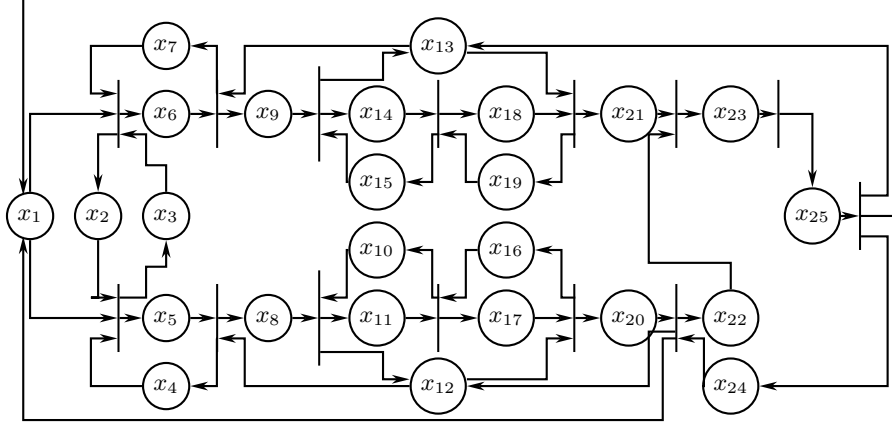 x₇ x₁₃
x₆ x₉ x₁₄ x₁₈ x₂₁ x₂₃
x₁₅ x₁₉
x₁ x₂ x₃ x₂₅
x₁₀ x₁₆
x₅ x₈ x₁₁ x₁₇ x₂₀ x₂₂
x₄ x₁₂ x₂₄